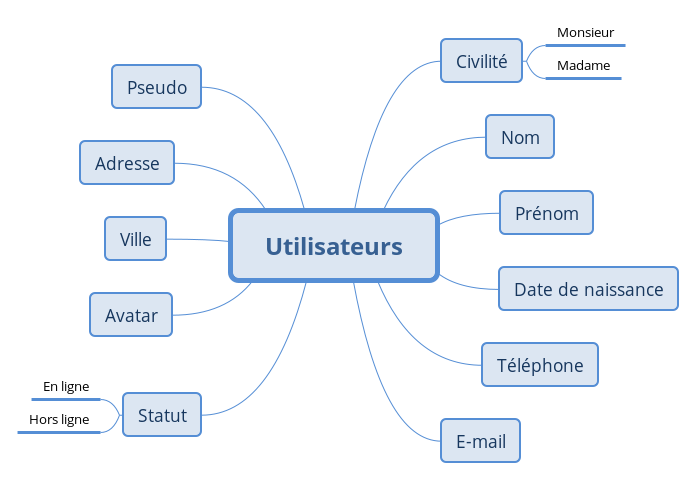 Utilisateurs
Civilité
Monsieur
Madame
Nom
Prénom
Date de naissance
Téléphone
E-mail
Pseudo
Adresse
Ville
Avatar
Statut
En ligne
Hors ligne